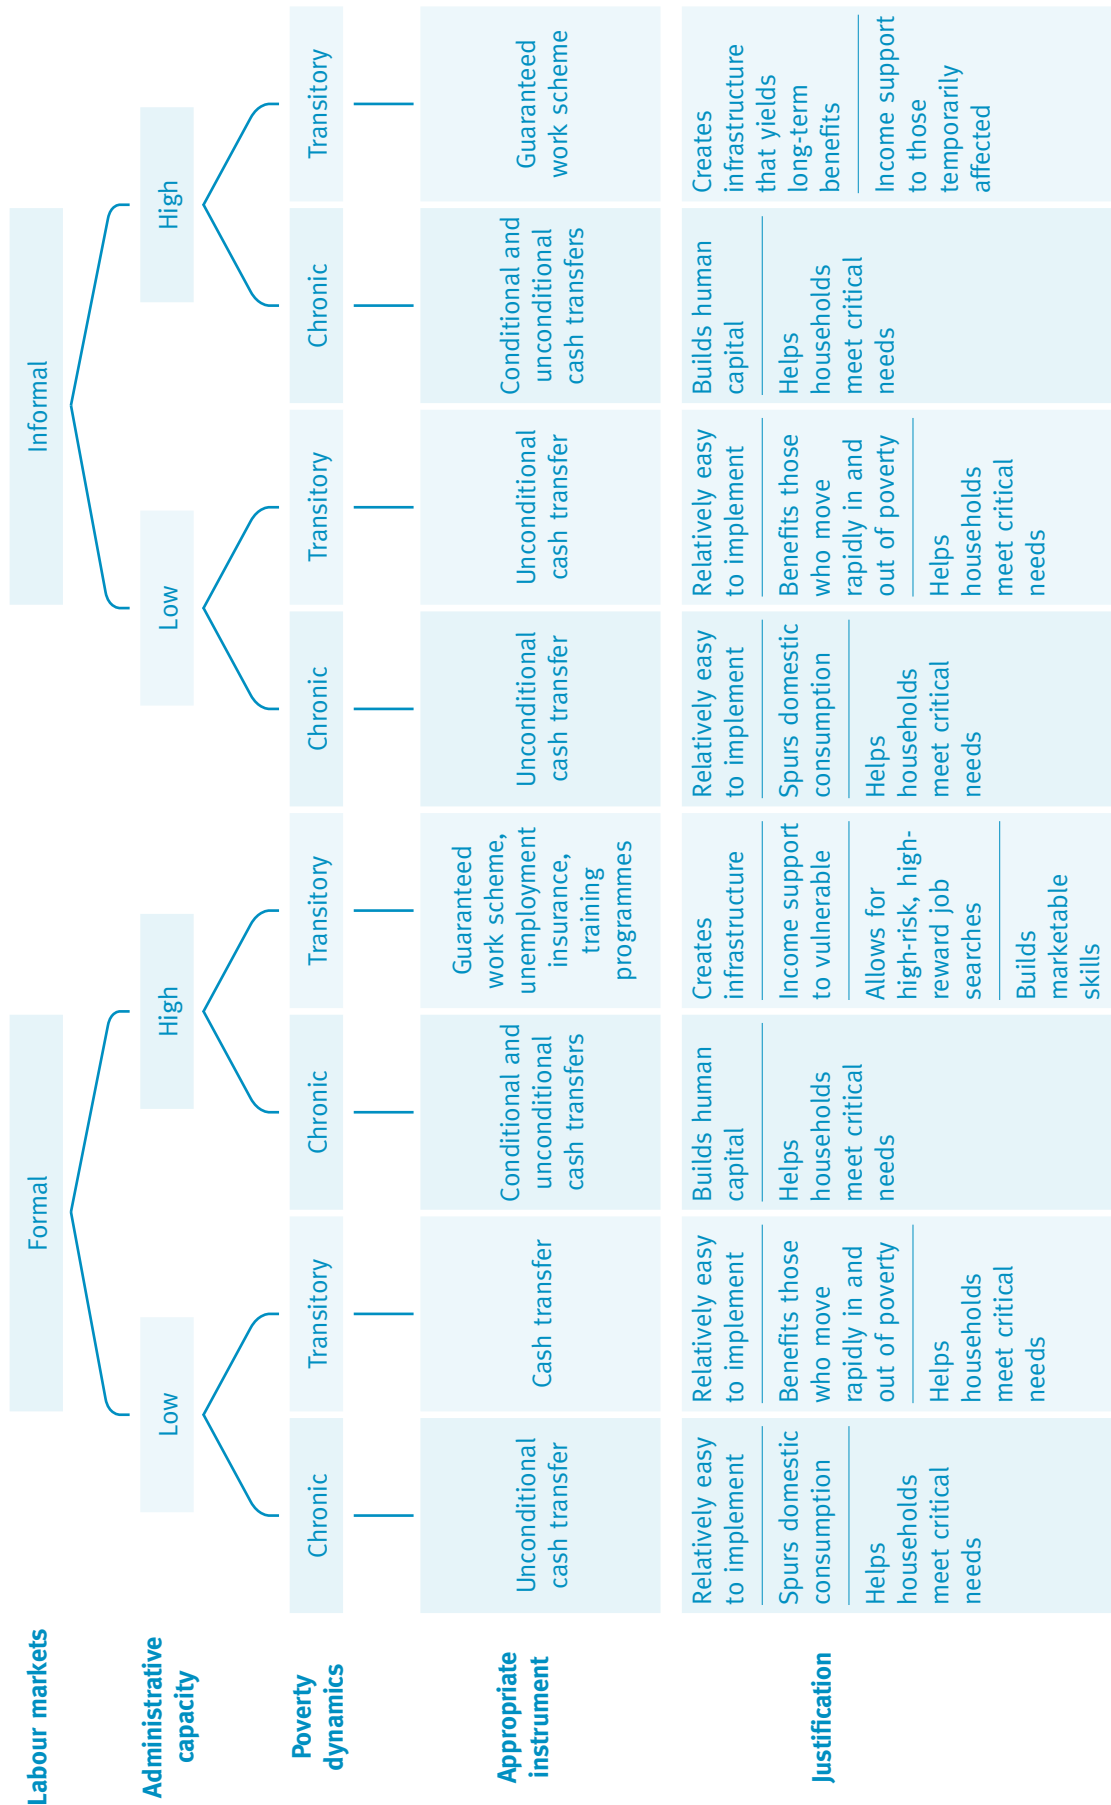 Labour markets
Formal
Informal
Administrative
capacity
Low
High
Low
High
Poverty
dynamics
Chronic
Transitory
Chronic
Transitory
Chronic
Transitory
Chronic
Transitory
Appropriate
instrument
Unconditional
cash transfer
Cash transfer
Conditional and
unconditional
cash transfers
Guaranteed
work scheme,
unemployment
insurance,
training
programmes
Unconditional
cash transfer
Unconditional
cash transfer
Conditional and
unconditional
cash transfers
Guaranteed
work scheme
Justification
Relatively easy
to implement
Spurs domestic
consumption
Helps
households
meet critical
needs
Relatively easy
to implement
Benefits those
who move
rapidly in and
out of poverty
Helps
households
meet critical
needs
Builds human
capital
Helps
households
meet critical
needs
Creates
infrastructure
Income support
to vulnerable
Allows for
high-risk, high-
reward job
searches
Builds
marketable
skills
Relatively easy
to implement
Spurs domestic
consumption
Helps
households
meet critical
needs
Relatively easy
to implement
Benefits those
who move
rapidly in and
out of poverty
Helps
households
meet critical
needs
Builds human
capital
Helps
households
meet critical
needs
Creates
infrastructure
that yields
long-term
benefits
Income support
to those
temporarily
affected